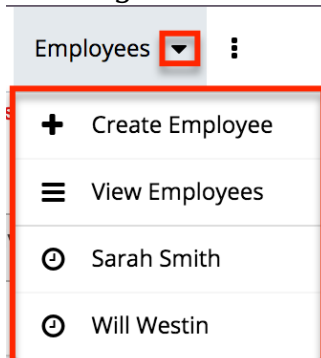 Employees
Create Employee
View Employees
Sarah Smith
Will Westin